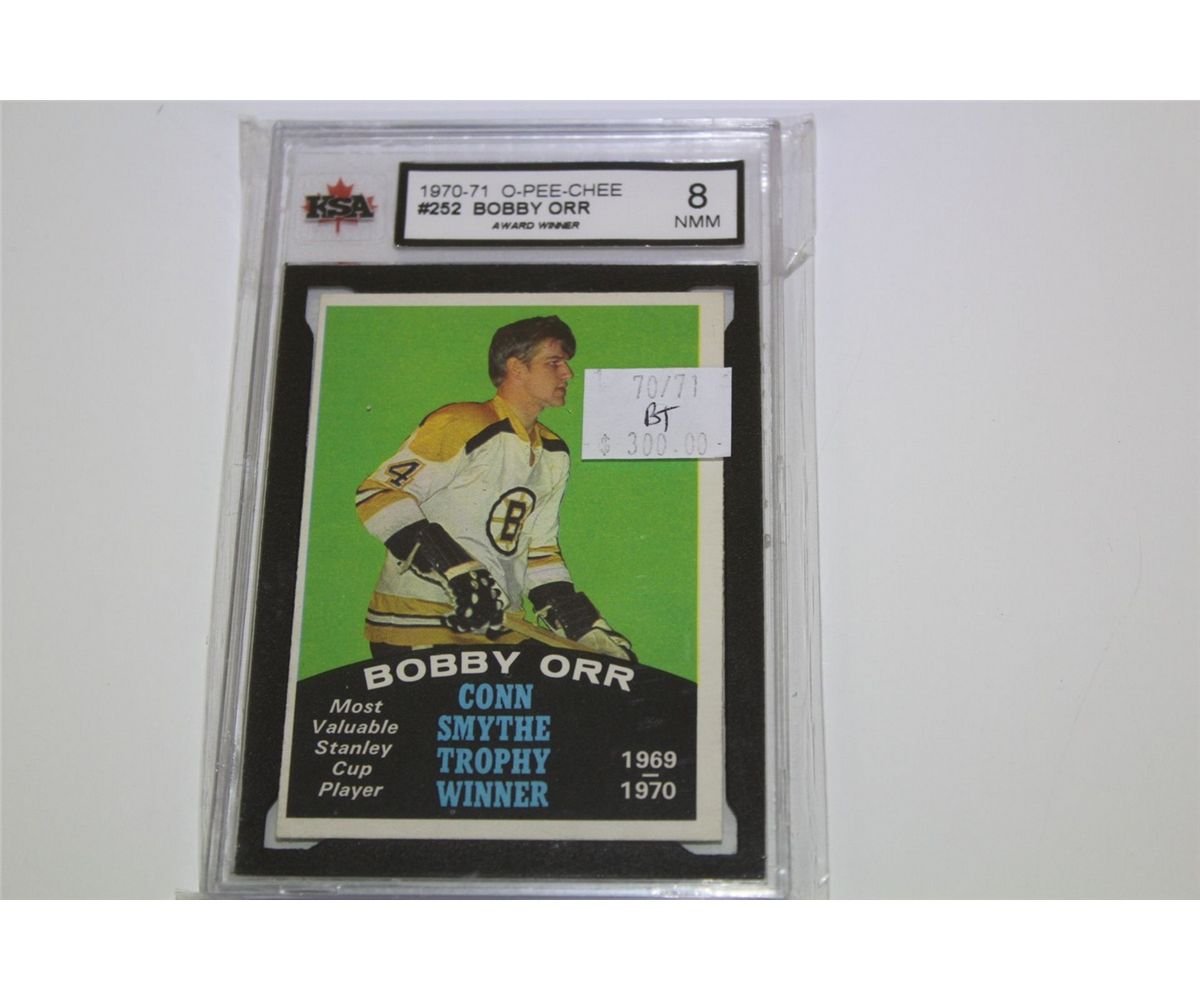 KSA
1970-71 O-PEE-CHEE
#252 BOBBY ORR
AWARD WINNER
8
NMM
70/71
BT
$ 300.00
4
B
BOBBY ORR
Most
Valuable
Stanley
Cup
Player
CONN
SMYTHE
TROPHY
WINNER
1969
—
1970